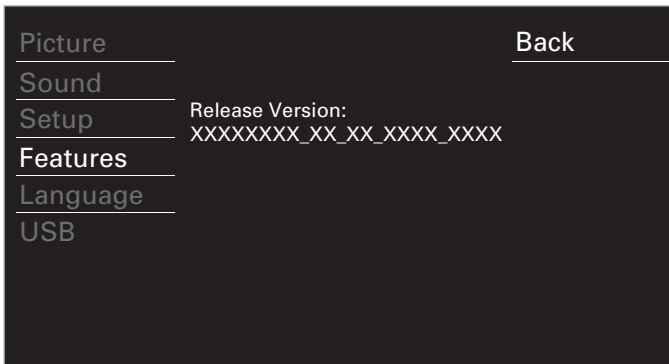 Picture
Sound
Setup
Features
Language
USB
Release Version:
XXXXXXXX_XX_XX_XXXX_XXXX
Back